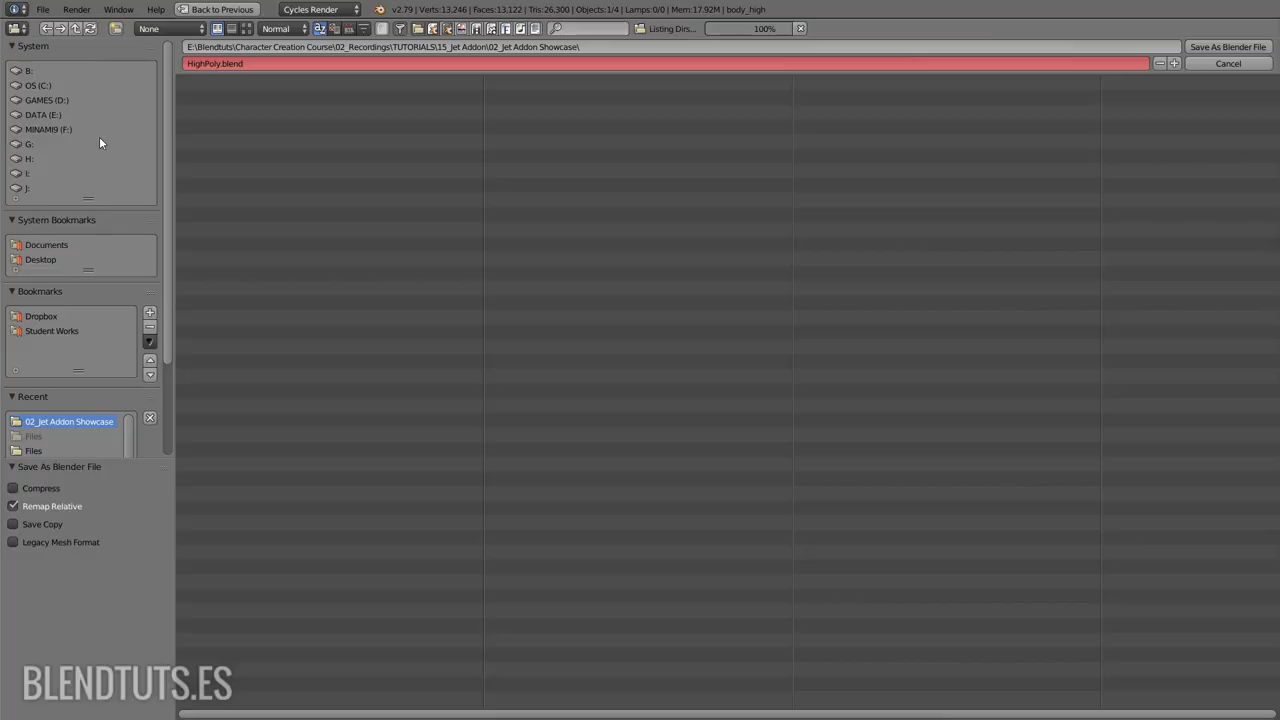 File Render Window Help Back to Previous Cycles Render v2.79 | Verts:13,246 | Faces:13,122 | Tris:26,300 | Objects:1/4 | Lamps:0/0 | Mem:17.92M | body_high
None Normal Listing Dirs... 100%
System
E:\Blendtuts\Character Creation Course\02_Recordings\TUTORIALS\15_Jet Addon\02_Jet Addon Showcase\
Save As Blender File
HighPoly.blend
Cancel
B:
OS (C:)
GAMES (D:)
DATA (E:)
MINAMI9 (F:)
G:
H:
I:
J:
System Bookmarks
Documents
Desktop
Bookmarks
Dropbox
Student Works
Recent
02_Jet Addon Showcase
Files
Files
Save As Blender File
Compress
Remap Relative
Save Copy
Legacy Mesh Format
BLENDTUTS.ES